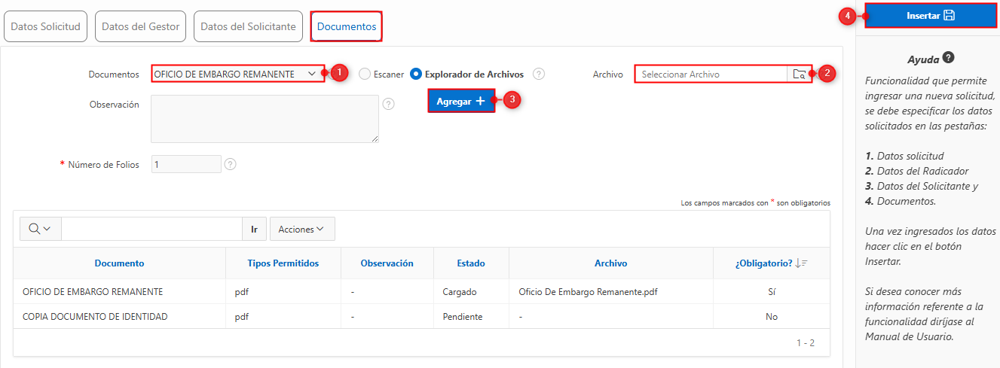 Datos Solicitud Datos del Gestor Datos del Solicitante Documentos
Documentos OFICIO DE EMBARGO REMANENTE 1 Escaner Explorador de Archivos ? Archivo Seleccionar Archivo 2
Observación ? Agregar + 3
* Número de Folios 1 ?
Los campos marcados con * son obligatorios
Ir Acciones
Documento Tipos Permitidos Observación Estado Archivo ¿Obligatorio?
OFICIO DE EMBARGO REMANENTE pdf - Cargado Oficio De Embargo Remanente.pdf Sí
COPIA DOCUMENTO DE IDENTIDAD pdf - Pendiente - No
1 - 2
4 Insertar
Ayuda ?
Funcionalidad que permite
ingresar una nueva solicitud,
se debe especificar los datos
solicitados en las pestañas:
1. Datos solicitud
2. Datos del Radicador
3. Datos del Solicitante y
4. Documentos.
Una vez ingresados los datos
hacer clic en el botón
Insertar.
Si desea conocer más
información referente a la
funcionalidad diríjase al
Manual de Usuario.